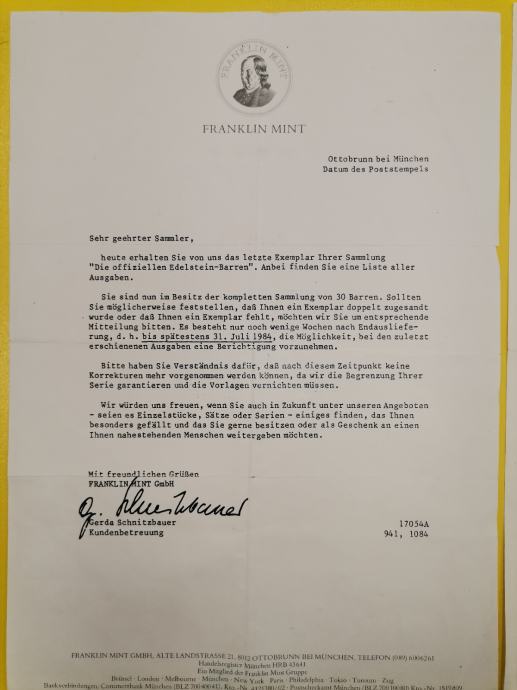 FRANKLIN MINT
FRANKLIN MINT
Ottobrunn bei München
Datum des Poststempels
Sehr geehrter Sammler,
heute erhalten Sie von uns das letzte Exemplar Ihrer Sammlung
"Die offiziellen Edelstein-Barren". Anbei finden Sie eine Liste aller
Ausgaben.
Sie sind nun im Besitz der kompletten Sammlung von 30 Barren. Sollten
Sie möglicherweise feststellen, daß Ihnen ein Exemplar doppelt zugesandt
wurde oder daß Ihnen ein Exemplar fehlt, möchten wir Sie um entsprechende
Mitteilung bitten. Es besteht nur noch wenige Wochen nach Endausliefe-
rung, d. h. bis spätestens 31. Juli 1984, die Möglichkeit, bei den zuletzt
erschienenen Ausgaben eine Berichtigung vorzunehmen.
Bitte haben Sie Verständnis dafür, daß nach diesem Zeitpunkt keine
Korrekturen mehr vorgenommen werden können, da wir die Begrenzung Ihrer
Serie garantieren und die Vorlagen vernichten müssen.
Wir würden uns freuen, wenn Sie auch in Zukunft unter unseren Angeboten
- seien es Einzelstücke, Sätze oder Serien - einiges finden, das Ihnen
besonders gefällt und das Sie gerne besitzen oder als Geschenk an einen
Ihnen nahestehenden Menschen weitergeben möchten.
Mit freundlichen Grüßen
FRANKLIN MINT GmbH
Gerda Schnitzbauer
Kundenbetreuung
17054A
941, 1084
FRANKLIN MINT GMBH, ALTE LANDSTRASSE 21, 8012 OTTOBRUNN BEI MÜNCHEN, TELEFON (089) 6006261
Handelsregister München HRB 43641
Ein Mitglied der Franklin Mint Gruppe
Brüssel · London · Melbourne · München · New York · Paris · Philadelphia · Tokio · Toronto · Zug
Bankverbindungen: Commerzbank München (BLZ 700 400 41),